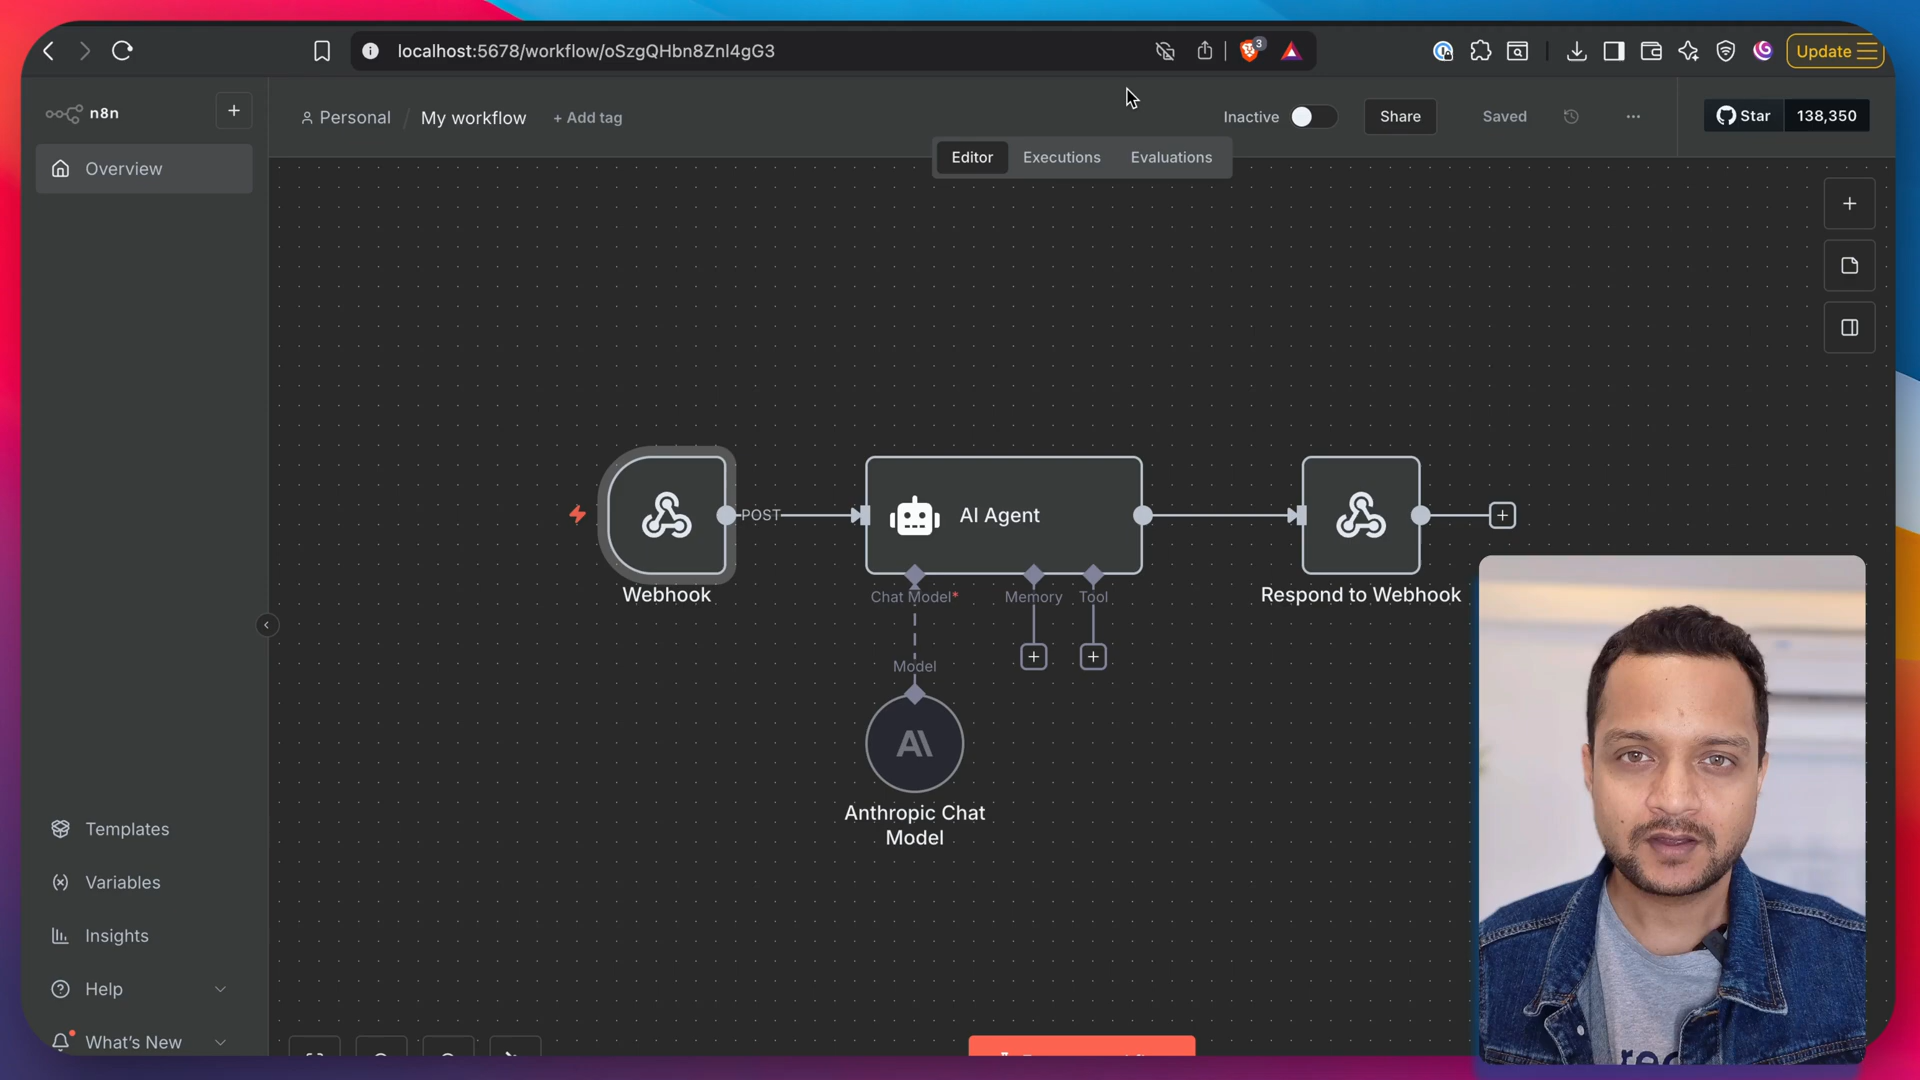 localhost:5678/workflow/oSzgQHbn8Znl4gG3
3
Update
n8n
Personal / My workflow + Add tag
Inactive
Share
Saved
Star 138,350
Overview
Editor Executions Evaluations
POST
AI Agent
Webhook
Chat Model*
Memory
Tool
Respond to Webhook
Model
Anthropic Chat
Model
Templates
Variables
Insights
Help
What's New